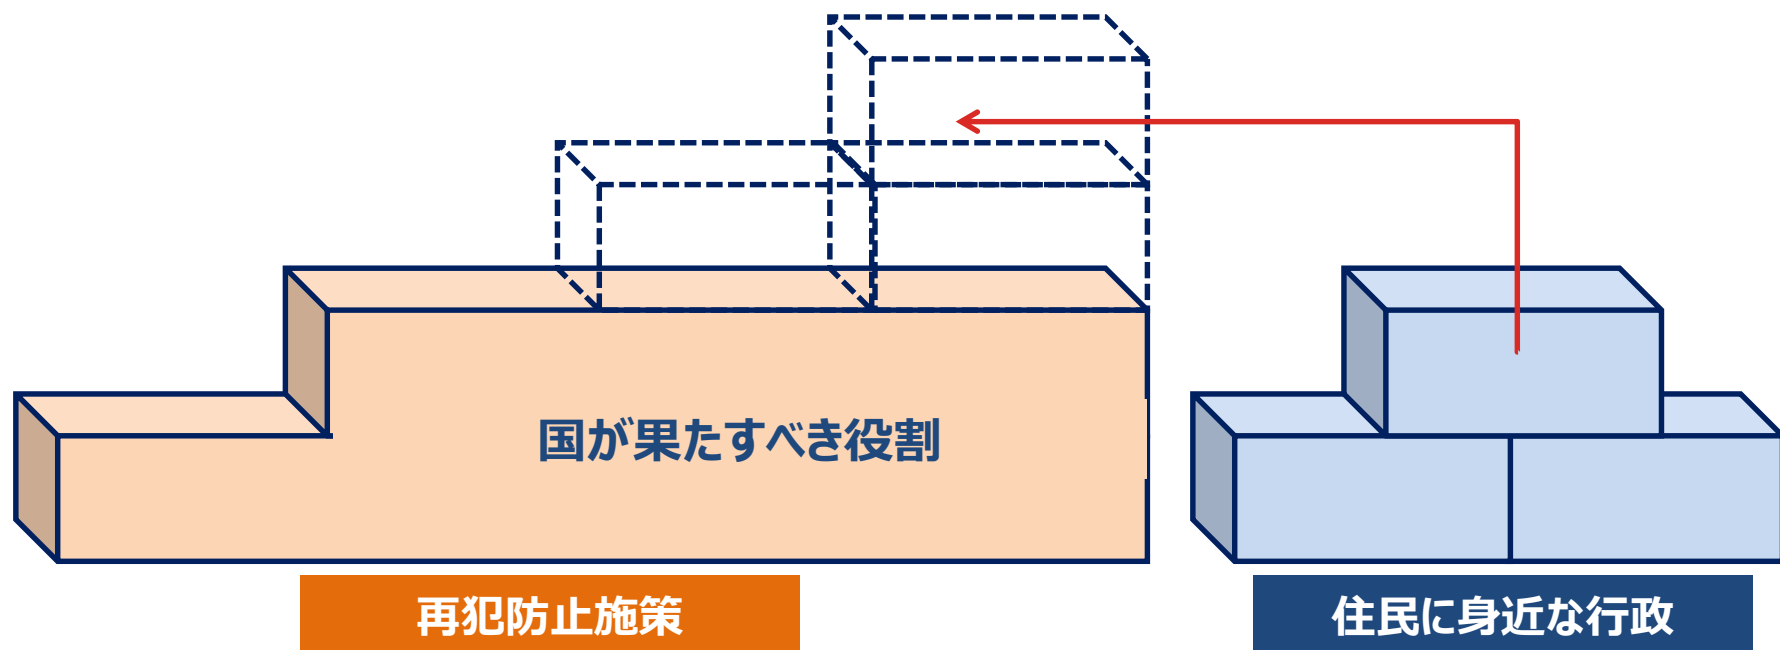 国が果たすべき役割
再犯防止施策
住民に身近な行政